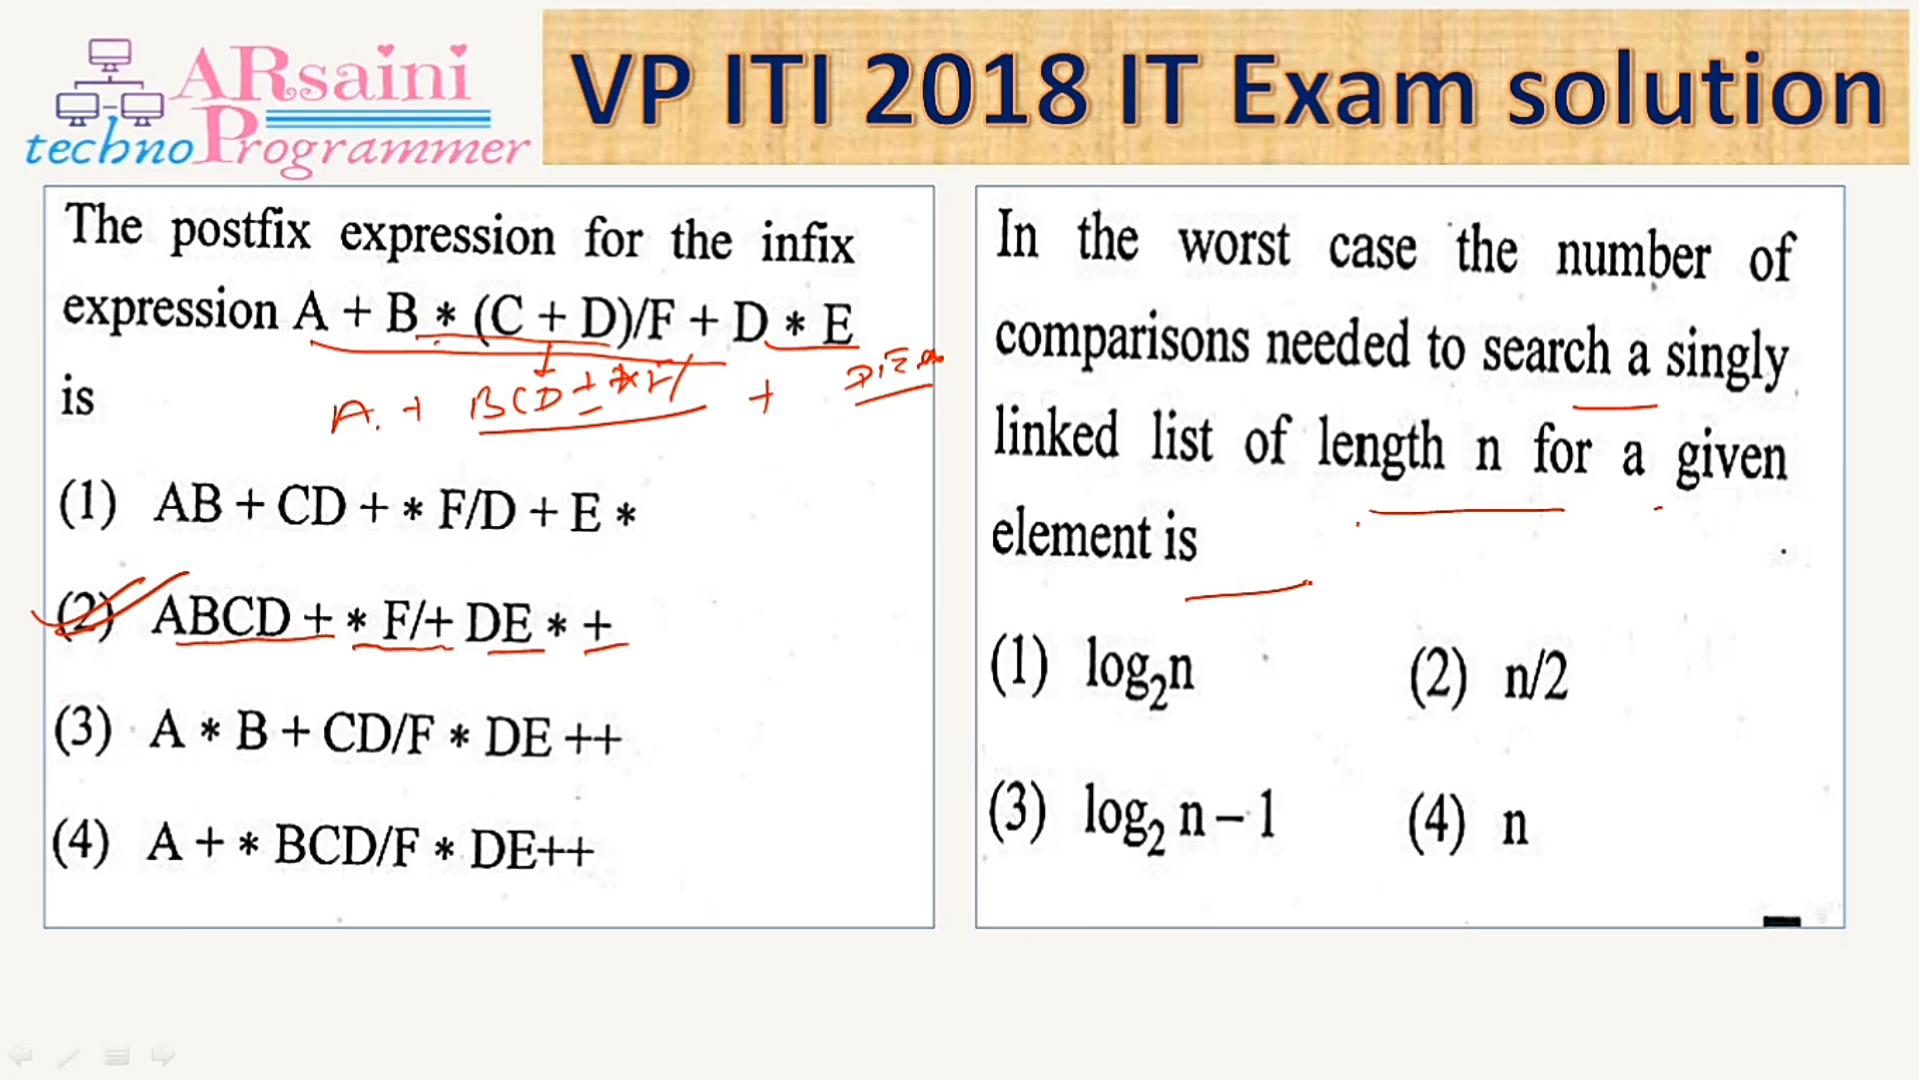 ARsaini
techno Programmer
VP ITI 2018 IT Exam solution
The postfix expression for the infix
expression A + B * (C + D)/F + D * E
is
A. + BCD+*F/ +
(1) AB + CD + * F/D + E *
(2) ABCD + * F/+ DE * +
(3) A * B + CD/F * DE ++
(4) A + * BCD/F * DE++
In the worst case the number of
comparisons needed to search a singly
linked list of length n for a given
element is
(1) log₂n (2) n/2
(3) log₂ n – 1 (4) n